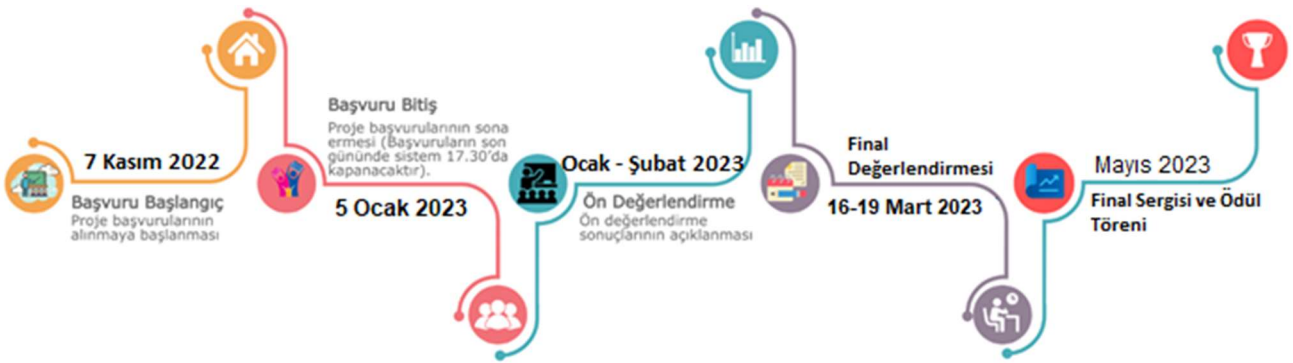 7 Kasım 2022
Başvuru Başlangıç
Proje başvurularının
alınmaya başlanması
Başvuru Bitiş
Proje başvurularının sona
ermesi (Başvuruların son
gününde sistem 17.30'da
kapanacaktır).
5 Ocak 2023
Ocak - Şubat 2023
Ön Değerlendirme
Ön değerlendirme
sonuçlarının açıklanması
Final
Değerlendirmesi
16-19 Mart 2023
Mayıs 2023
Final Sergisi ve Ödül
Töreni